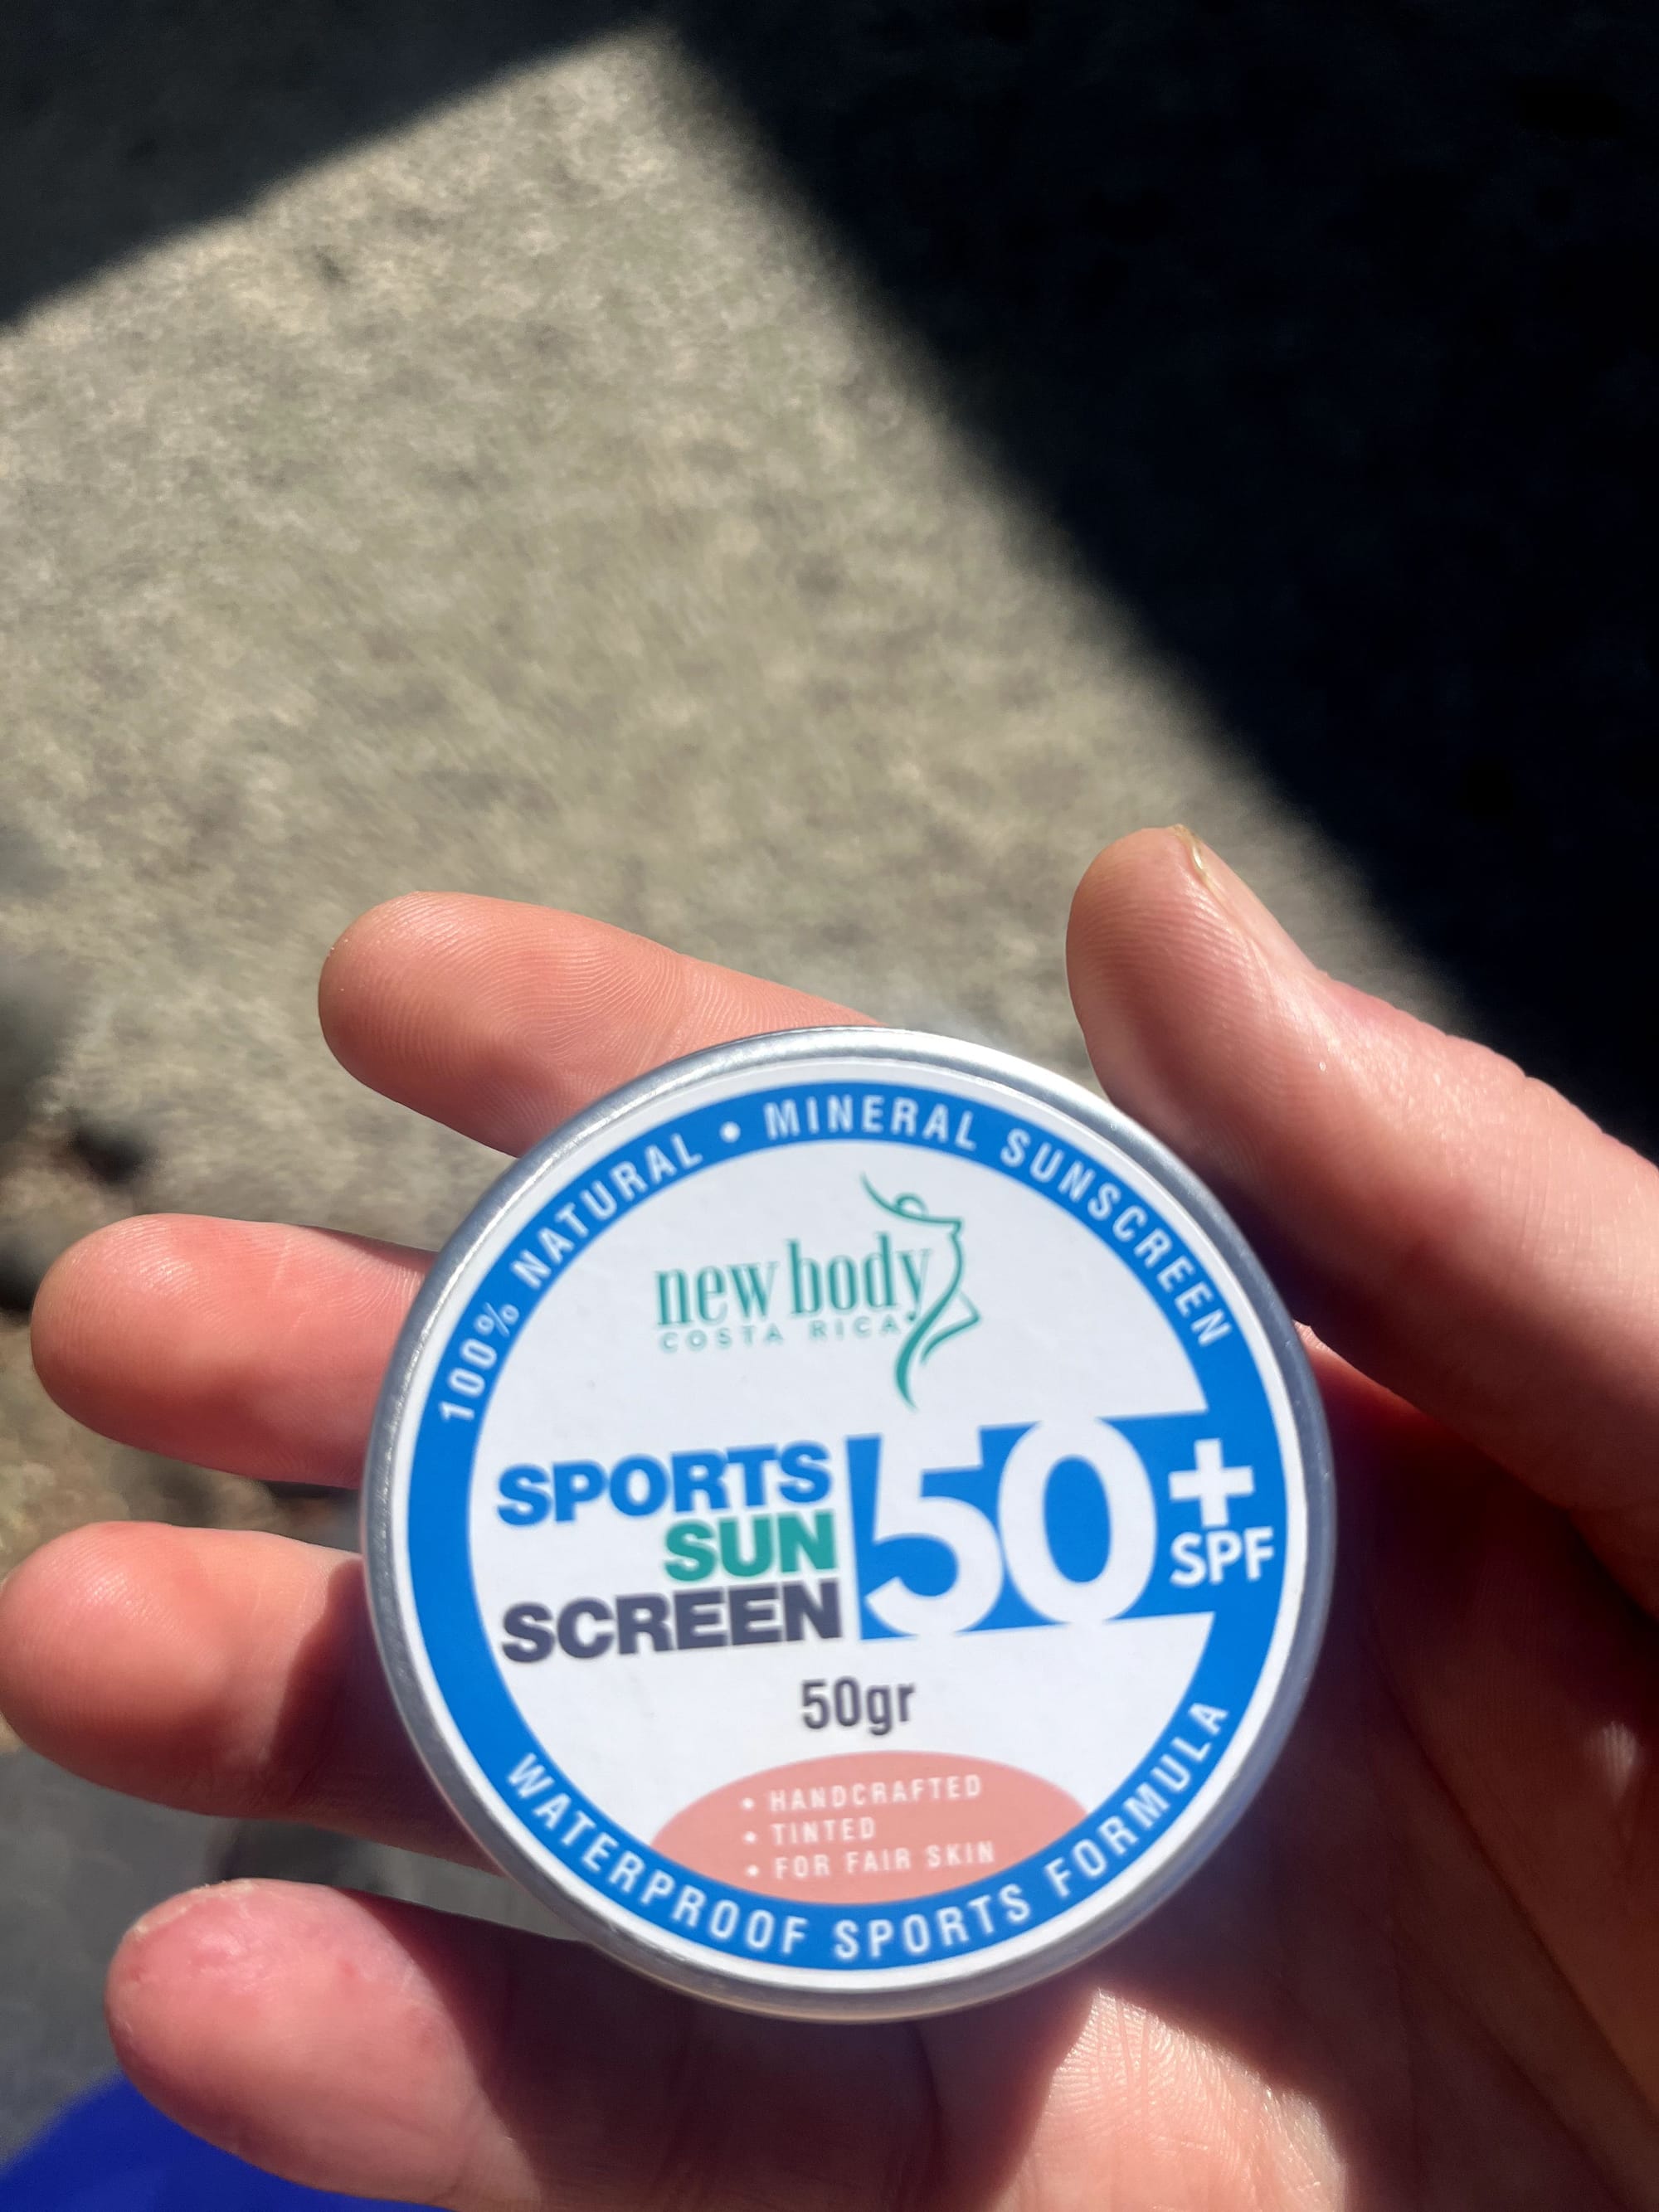 100% NATURAL • MINERAL SUNSCREEN
new body
COSTA RICA
SPORTS
SUN
SCREEN
50+
SPF
50gr
• HANDCRAFTED
• TINTED
• FOR FAIR SKIN
WATERPROOF SPORTS FORMULA